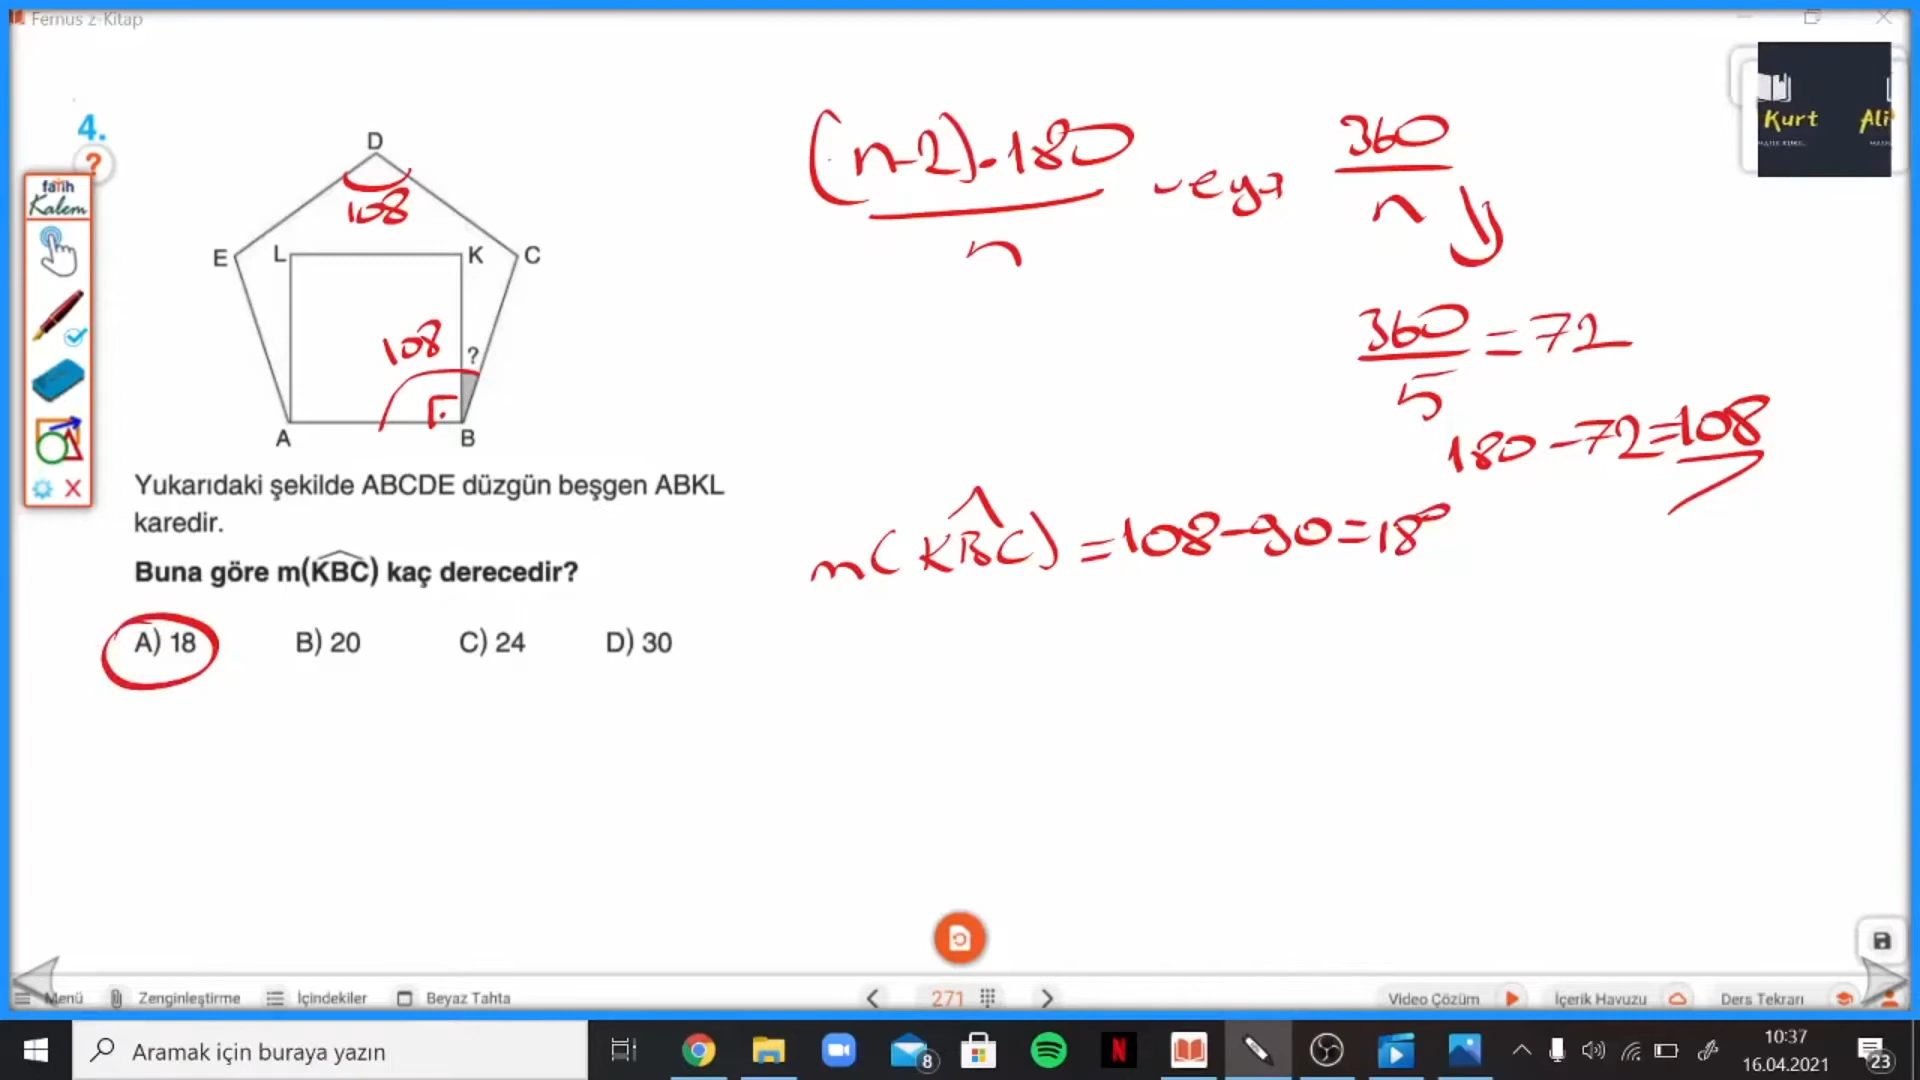 Fernus z-Kitap
4.
?
fatih
Kalem
D
108
E
L
K
C
108
?
A
B
Yukarıdaki şekilde ABCDE düzgün beşgen ABKL
karedir.
Buna göre m(KBC) kaç derecedir?
A) 18 B) 20 C) 24 D) 30
(n-2).180 / n veya 360 / n
360 / 5 = 72
180-72=108
m(KBC) = 108-90=18°
Kurt Ali
Menü Zenginleştirme İçindekiler Beyaz Tahta 271 Video Çözüm İçerik Havuzu Ders Tekrarı
Aramak için buraya yazın
8
N
10:37
16.04.2021
23